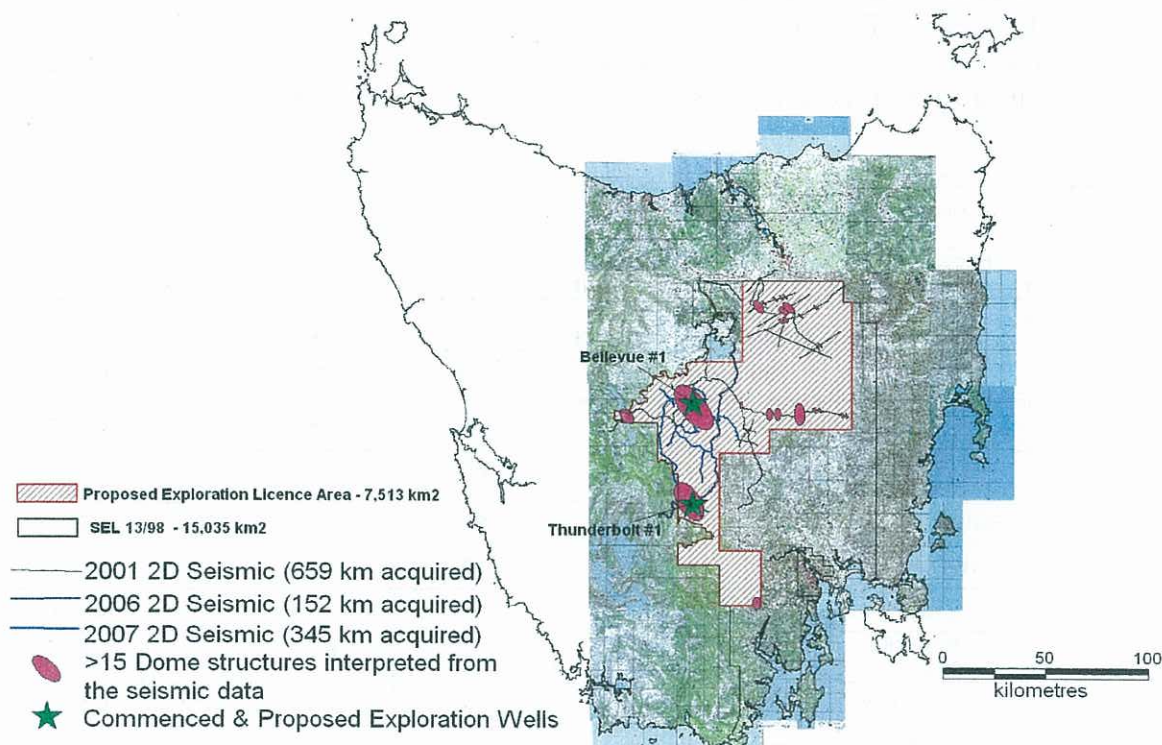 Bellevue #1
Thunderbolt #1
Proposed Exploration Licence Area - 7,513 km2
SEL 13/98 - 15.035 km2
2001 2D Seismic (659 km acquired)
2006 2D Seismic (152 km acquired)
2007 2D Seismic (345 km acquired)
>15 Dome structures interpreted from
the seismic data
Commenced & Proposed Exploration Wells
0 50 100
kilometres